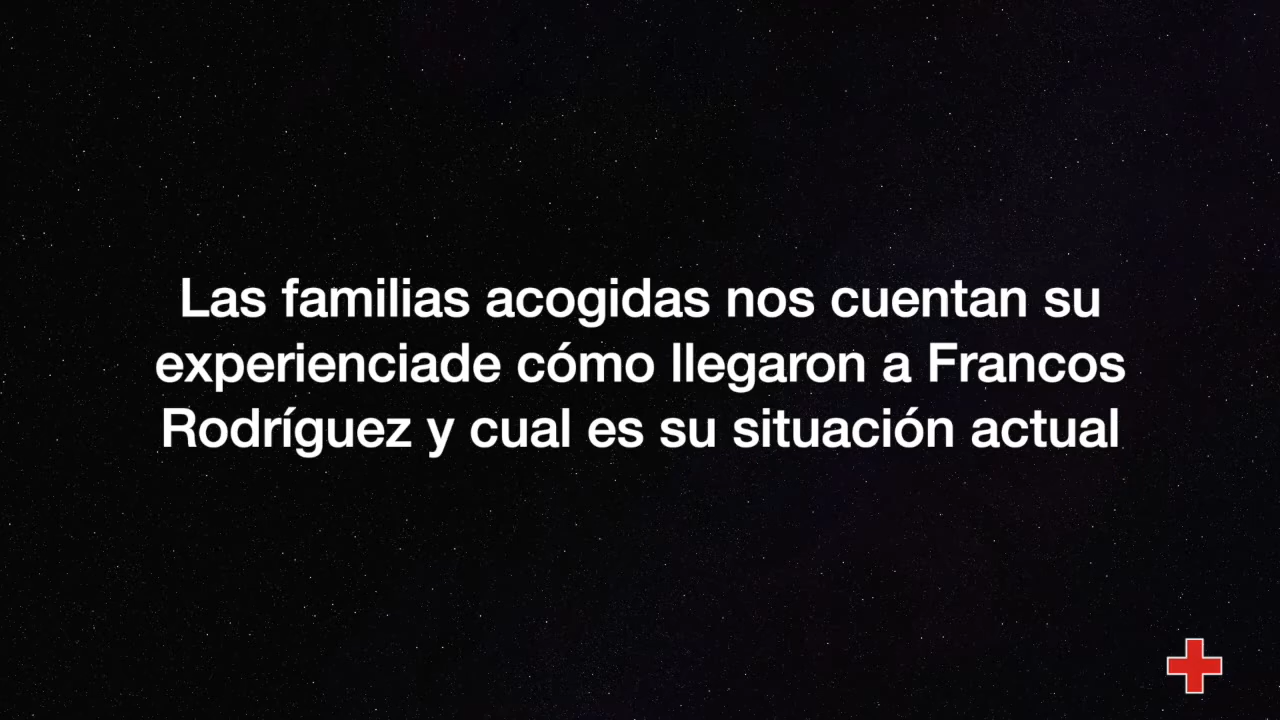 Las familias acogidas nos cuentan su
experienciade cómo llegaron a Francos
Rodríguez y cual es su situación actual